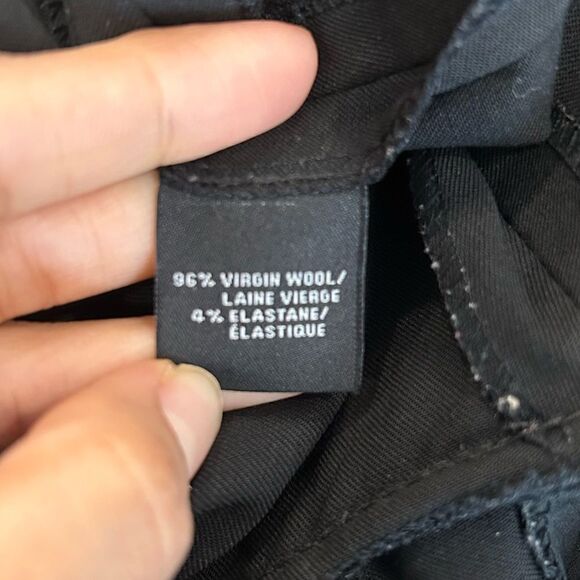 96% VIRGIN WOOL/
LAINE VIERGE
4% ELASTANE/
ÉLASTIQUE